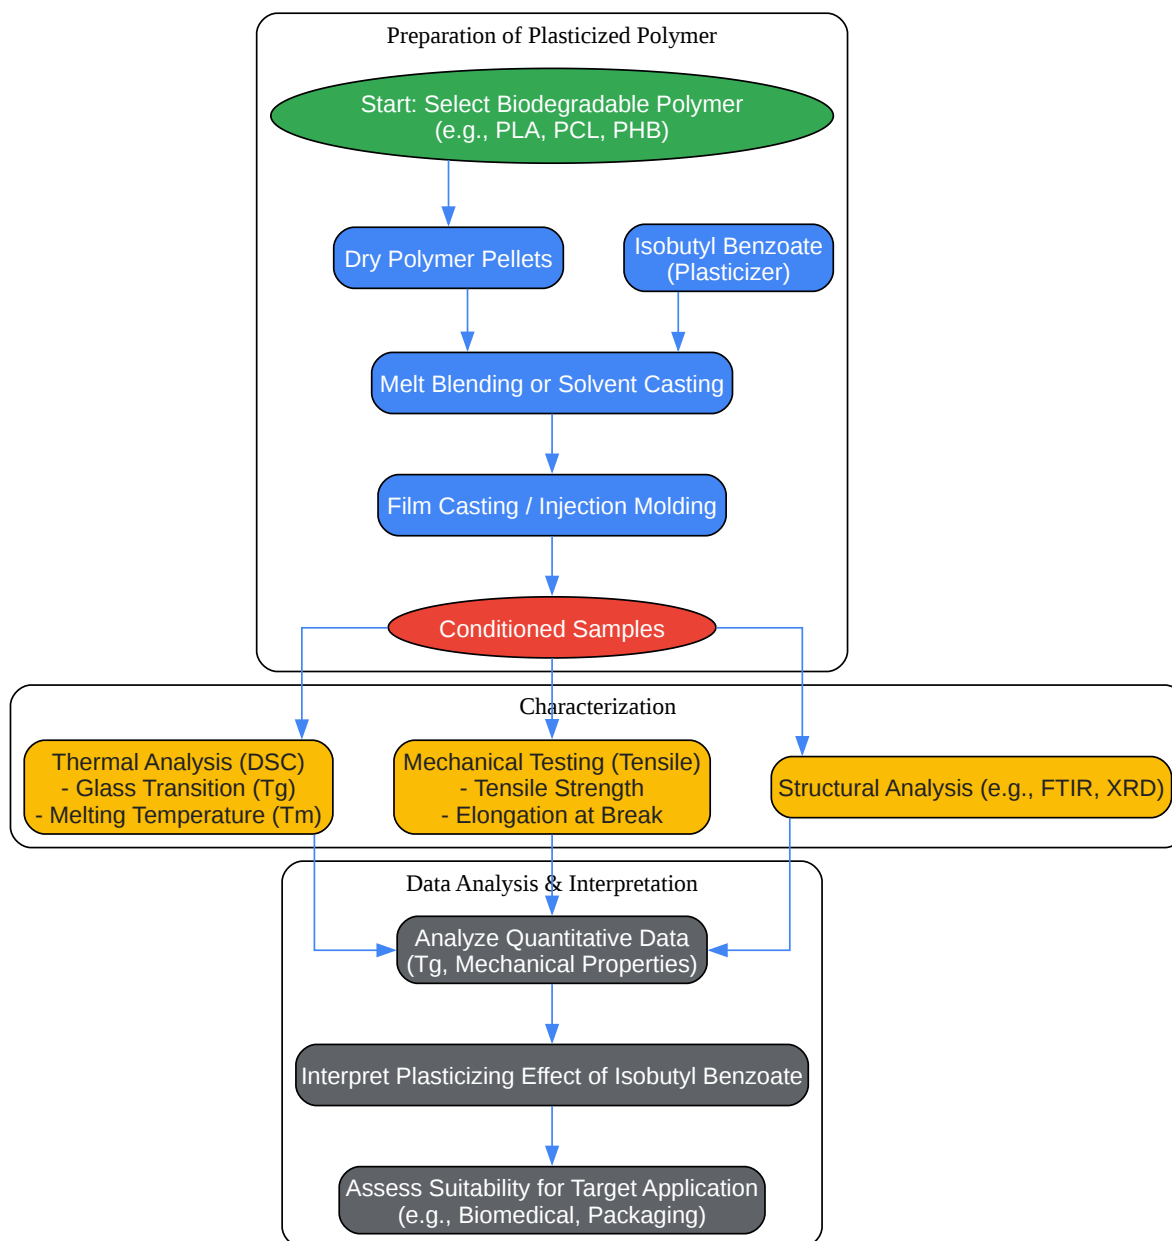 Preparation of Plasticized Polymer
Start: Select Biodegradable Polymer
(e.g., PLA, PCL, PHB)
Dry Polymer Pellets
Isobutyl Benzoate
(Plasticizer)
Melt Blending or Solvent Casting
Film Casting / Injection Molding
Conditioned Samples
Characterization
Thermal Analysis (DSC)
- Glass Transition (Tg)
- Melting Temperature (Tm)
Mechanical Testing (Tensile)
- Tensile Strength
- Elongation at Break
Structural Analysis (e.g., FTIR, XRD)
Data Analysis & Interpretation
Analyze Quantitative Data
(Tg, Mechanical Properties)
Interpret Plasticizing Effect of Isobutyl Benzoate
Assess Suitability for Target Application
(e.g., Biomedical, Packaging)